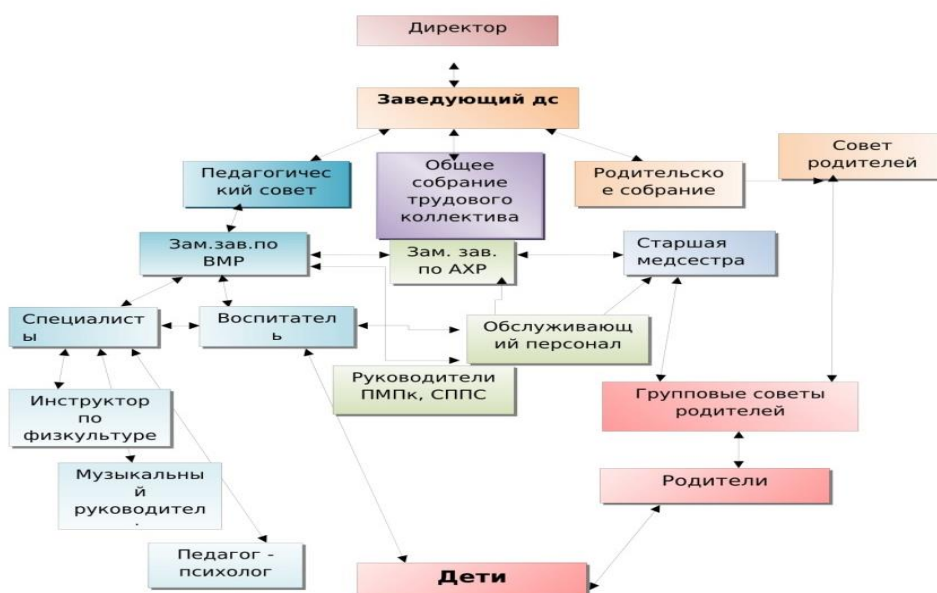 Директор
Заведующий дс
Совет
родителей
Педагогичес
кий совет
Общее
собрание
трудового
коллектива
Родительско
е собрание
Зам.зав.по
ВМР
Зам. зав.
по АХР
Старшая
медсестра
Специалист
ы
Воспитател
ь
Обслуживающ
ий персонал
Руководители
ПМПк, СППС
Групповые советы
родителей
Инструктор
по
физкультуре
Музыкальны
й
руководител
Родители
Педагог -
психолог
Дети